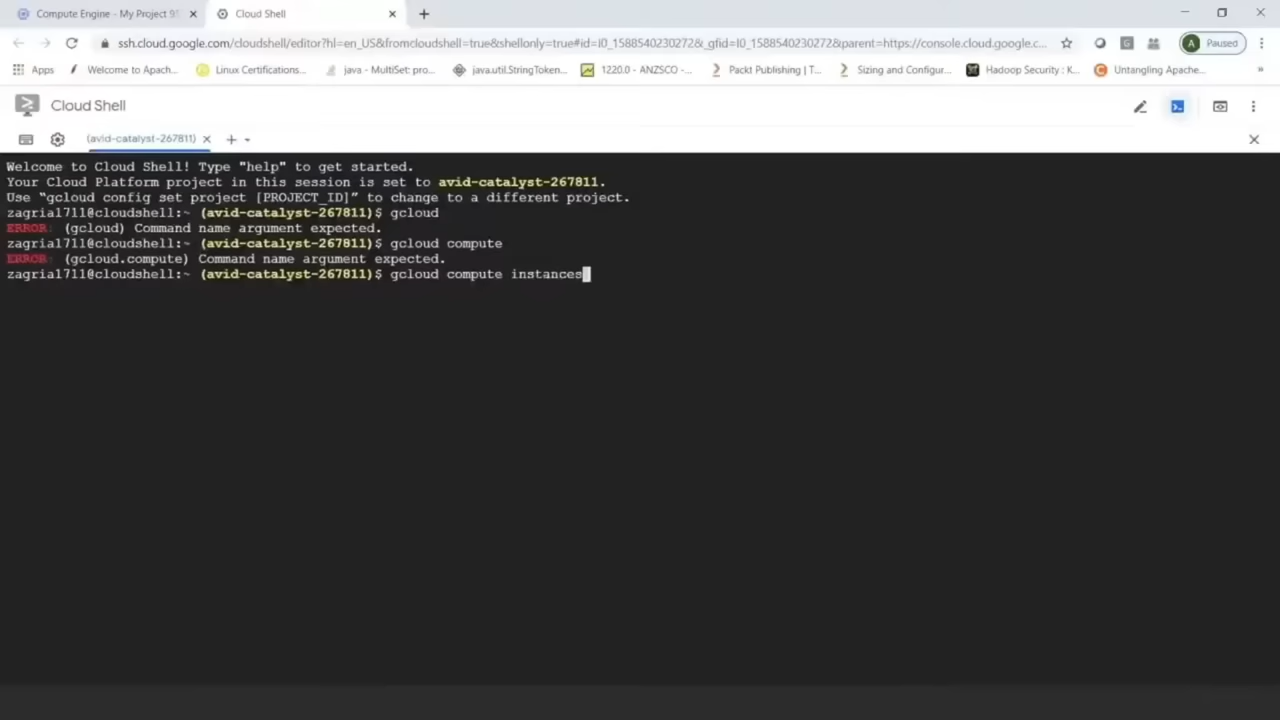 Compute Engine - My Project 95
Cloud Shell
ssh.cloud.google.com/cloudshell/editor?hl=en_US&fromcloudshell=true&shellonly=true#id=I0_1588540230272&_gfid=I0_1588540230272&parent=https://console.cloud.google.c...
A Paused
Apps
Welcome to Apach...
Linux Certifications...
java - MultiSet: pro...
java.util.StringToken...
1220.0 - ANZSCO -...
Packt Publishing | T...
Sizing and Configur...
Hadoop Security : K...
Untangling Apache...
»
Cloud Shell
(avid-catalyst-267811)
Welcome to Cloud Shell! Type "help" to get started.
Your Cloud Platform project in this session is set to avid-catalyst-267811.
Use “gcloud config set project [PROJECT_ID]” to change to a different project.
zagria1711@cloudshell:~ (avid-catalyst-267811)$ gcloud
ERROR: (gcloud) Command name argument expected.
zagria1711@cloudshell:~ (avid-catalyst-267811)$ gcloud compute
ERROR: (gcloud.compute) Command name argument expected.
zagria1711@cloudshell:~ (avid-catalyst-267811)$ gcloud compute instances